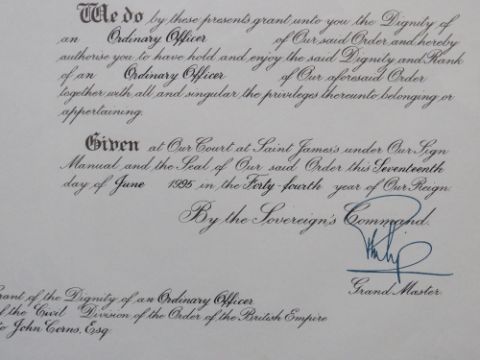 We do by these presents grant unto you the Dignity of
an Ordinary Officer of Our said Order and hereby
authorise you to have hold and enjoy the said Dignity and Rank
of an Ordinary Officer of Our aforesaid Order
together with all and singular the privileges thereunto belonging or
appertaining.
Given at Our Court at Saint James's under Our Sign
Manual and the Seal of Our said Order this Seventeenth
day of June 1995 in the Forty-fourth year of Our Reign.
By the Sovereign's Command.
Philip
Grand Master
Grant of the Dignity of an Ordinary Officer
of the Civil Division of the Order of the British Empire
to John Cerns, Esq.